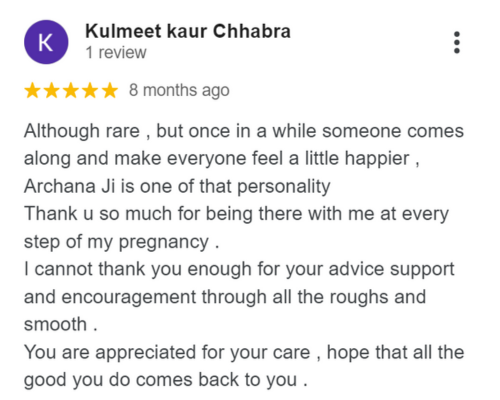 K
Kulmeet kaur Chhabra
1 review
8 months ago
Although rare , but once in a while someone comes
along and make everyone feel a little happier ,
Archana Ji is one of that personality
Thank u so much for being there with me at every
step of my pregnancy .
I cannot thank you enough for your advice support
and encouragement through all the roughs and
smooth .
You are appreciated for your care , hope that all the
good you do comes back to you .